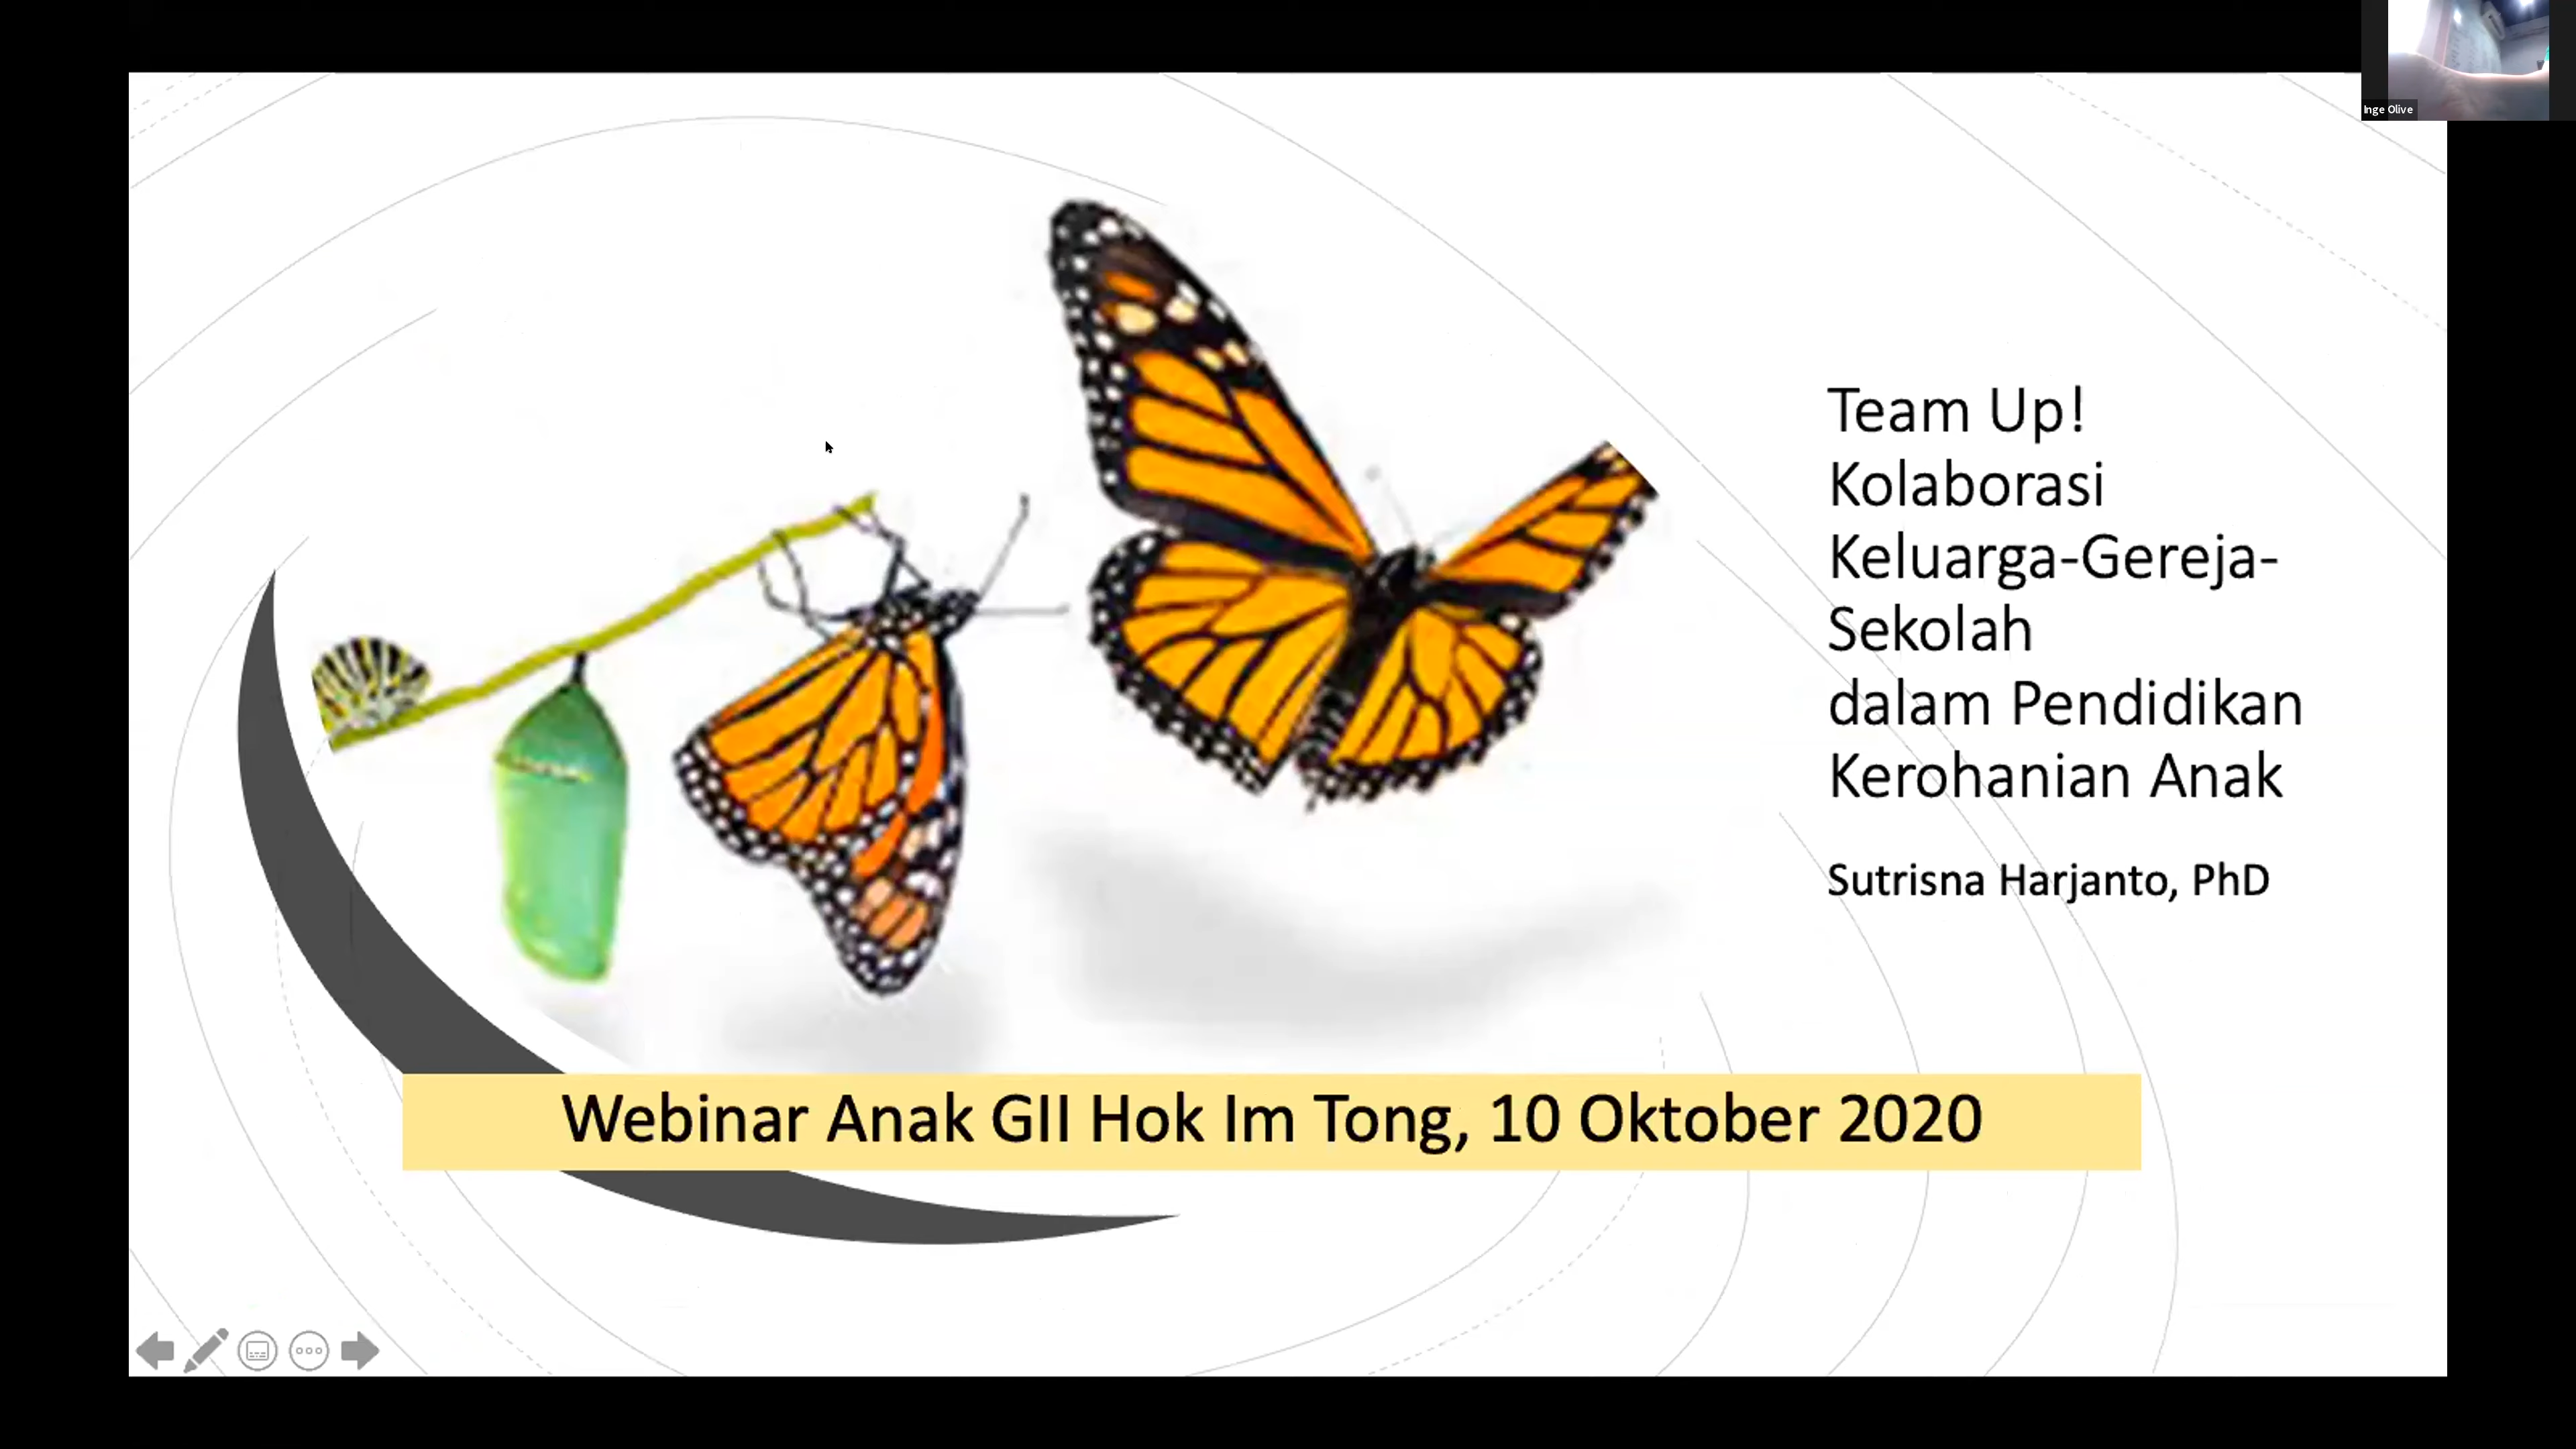 Inge Olive
Team Up!
Kolaborasi
Keluarga-Gereja-
Sekolah
dalam Pendidikan
Kerohanian Anak
Sutrisna Harjanto, PhD
Webinar Anak GII Hok Im Tong, 10 Oktober 2020